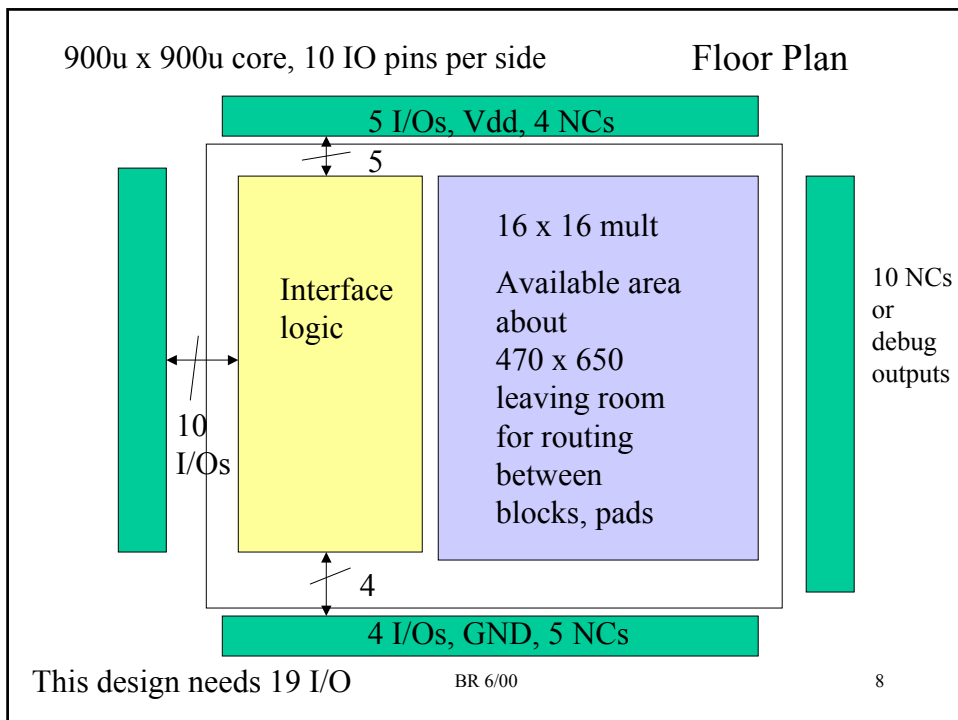 900u x 900u core, 10 IO pins per side
Floor Plan
5 I/Os, Vdd, 4 NCs
5
16 x 16 mult
Interface
logic
Available area
about
470 x 650
leaving room
for routing
between
blocks, pads
10 NCs
or
debug
outputs
10
I/Os
4
4 I/Os, GND, 5 NCs
This design needs 19 I/O
BR 6/00
8